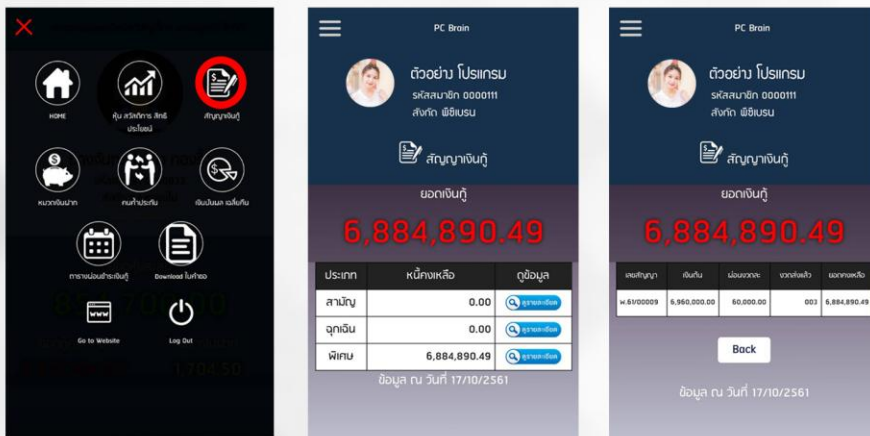 HOME
หุ้น สวัสดิการ สิทธิ
ประโยชน์
สัญญาเงินกู้
หมวดเงินฝาก
คนค้ำประกัน
เงินปันผล เฉลี่ยคืน
ตารางผ่อนชำระเงินกู้
Download ใบคำขอ
Go to Website
Log Out
1,704.50
PC Brain
ตัวอย่าง โปรแกรม
รหัสสมาชิก 0000111
สังกัด พีซีเบรน
สัญญาเงินกู้
ยอดเงินกู้
6,884,890.49
ประเภท หนี้คงเหลือ ดูข้อมูล
สามัญ 0.00 ดูรายละเอียด
ฉุกเฉิน 0.00 ดูรายละเอียด
พิเศษ 6,884,890.49 ดูรายละเอียด
ข้อมูล ณ วันที่ 17/10/2561
PC Brain
ตัวอย่าง โปรแกรม
รหัสสมาชิก 0000111
สังกัด พีซีเบรน
สัญญาเงินกู้
ยอดเงินกู้
6,884,890.49
เลขสัญญา เงินต้น ผ่อนงวดละ งวดส่งแล้ว ยอดคงเหลือ
พ.61/00009 6,960,000.00 60,000.00 003 6,884,890.49
Back
ข้อมูล ณ วันที่ 17/10/2561